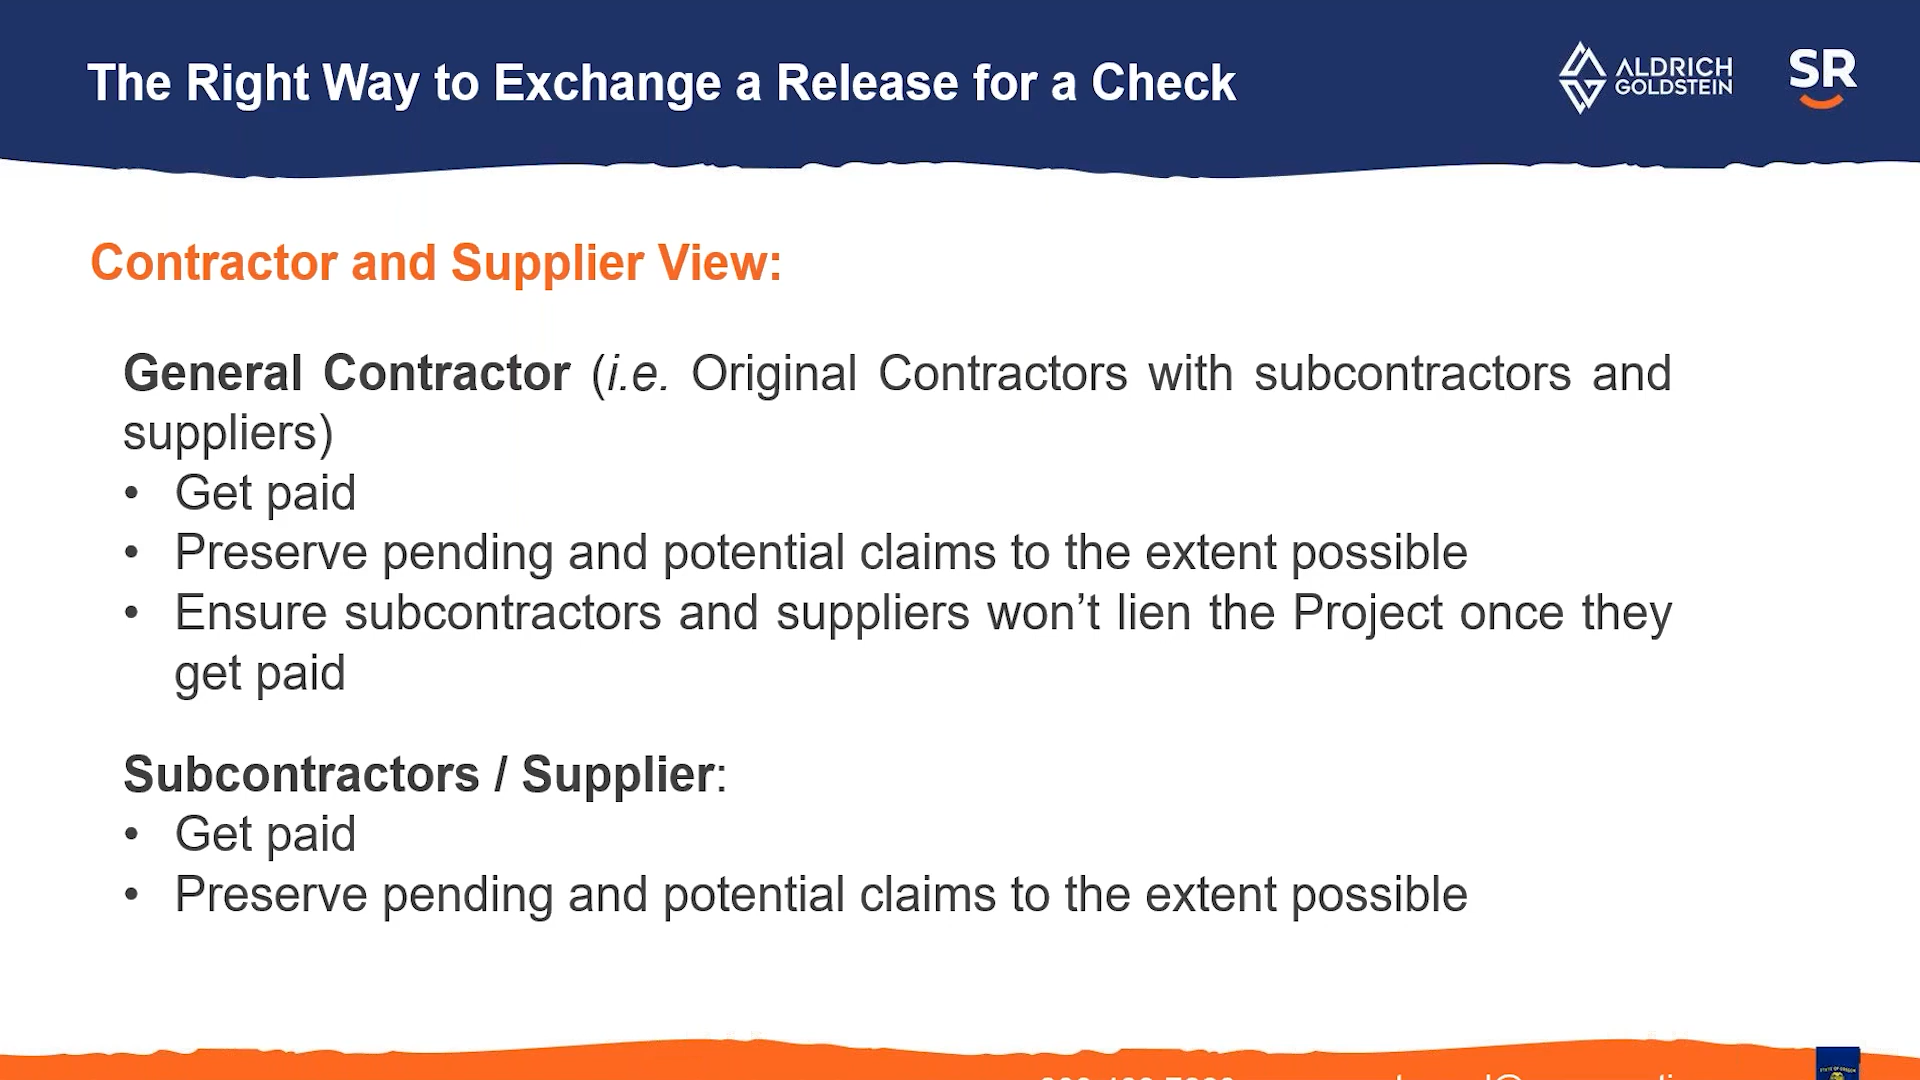 The Right Way to Exchange a Release for a Check
ALDRICH
GOLDSTEIN
SR
Contractor and Supplier View:
General Contractor (i.e. Original Contractors with subcontractors and
suppliers)
• Get paid
• Preserve pending and potential claims to the extent possible
• Ensure subcontractors and suppliers won’t lien the Project once they
get paid
Subcontractors / Supplier:
• Get paid
• Preserve pending and potential claims to the extent possible
STATE OF OREGON